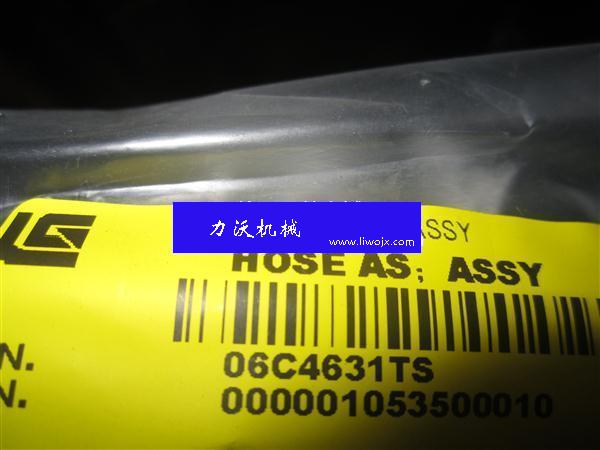 ASSY
力沃机械
www.liwojx.com
HOSE AS; ASSY
N. 06C4631TS
N. 000001053500010